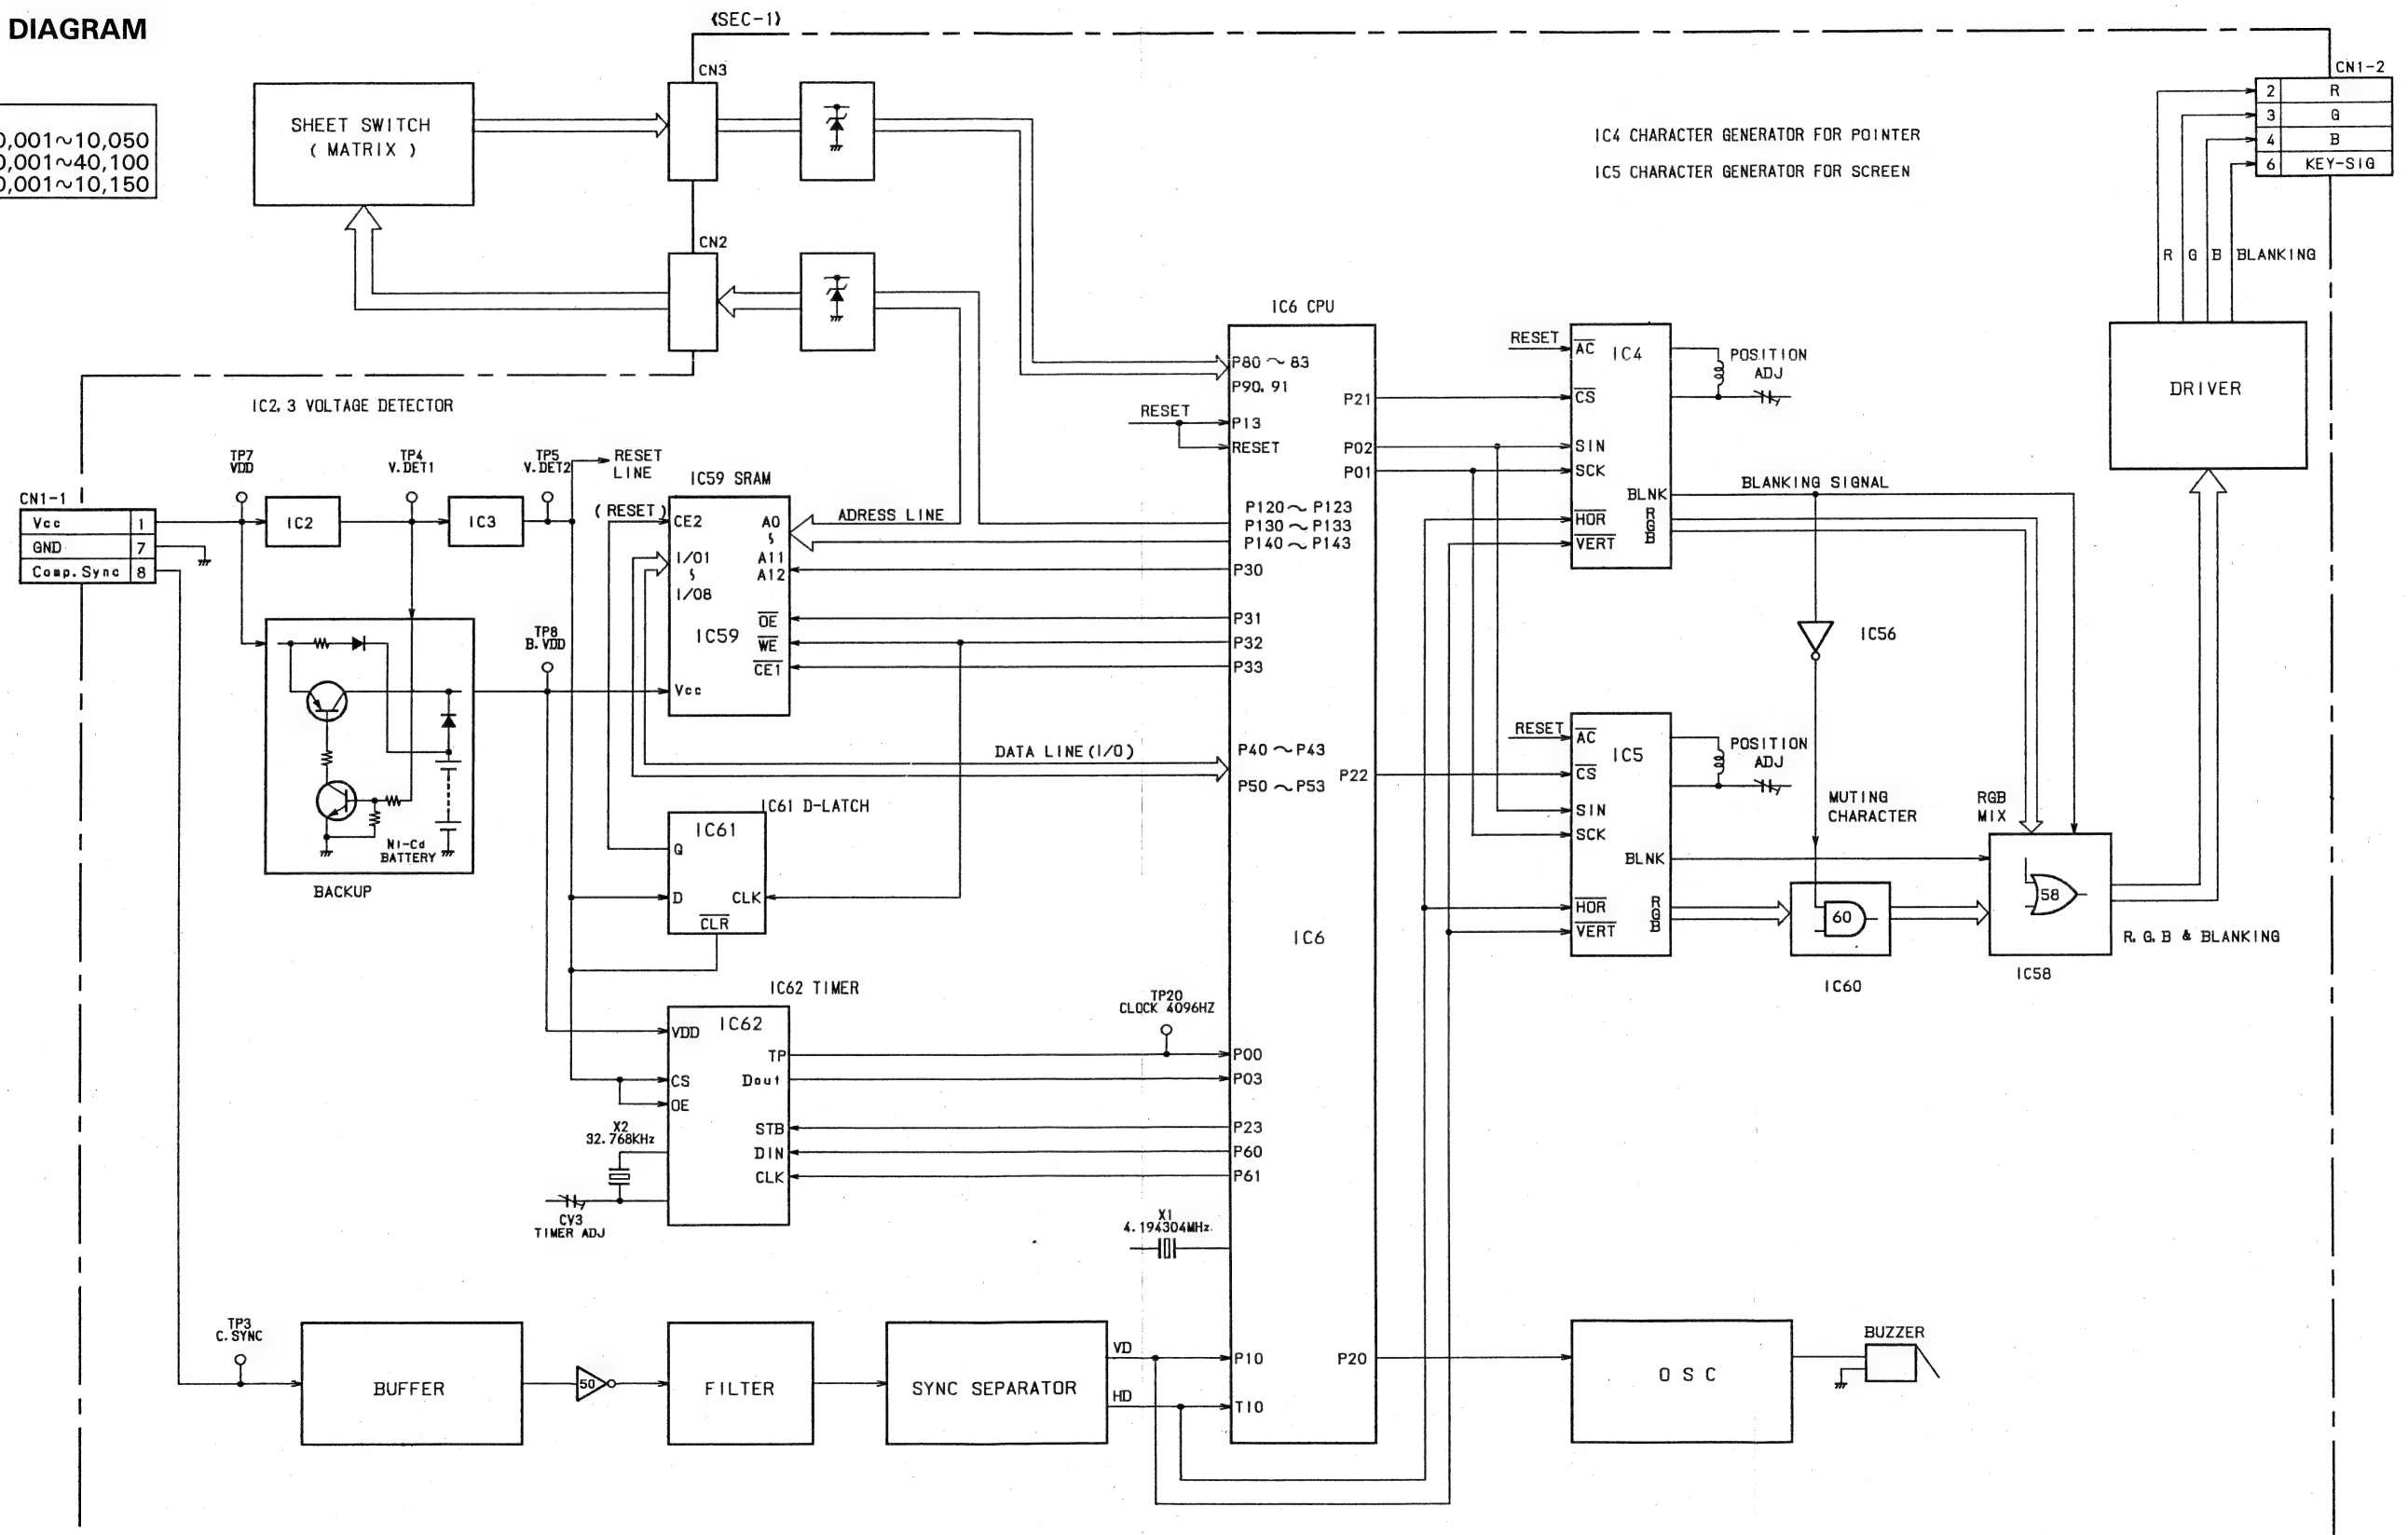 DIAGRAM
《SEC-1》
0,001~10,050
0,001~40,100
0,001~10,150
SHEET SWITCH
( MATRIX )
CN3
CN2
IC4 CHARACTER GENERATOR FOR POINTER
IC5 CHARACTER GENERATOR FOR SCREEN
CN1-2
2 R
3 G
4 B
6 KEY-SIG
R G B BLANKING
DRIVER
IC2, 3 VOLTAGE DETECTOR
TP7
VDD
TP4
V.DET1
TP5
V.DET2
RESET
LINE
CN1-1
Vcc 1
GND 7
Comp.Sync 8
IC2
IC3
TP8
B.VDD
Ni-Cd
BATTERY
BACKUP
IC59 SRAM
(RESET)
CE2
I/O1
~
I/O8
IC59
Vcc
A0
~
A11
A12
OE
WE
CE1
ADRESS LINE
DATA LINE(I/O)
IC61 D-LATCH
IC61
Q
D
CLK
CLR
IC62 TIMER
IC62
VDD
CS
OE
TP
Dout
STB
DIN
CLK
X2
32.768KHz
CV3
TIMER ADJ
TP20
CLOCK 4096HZ
X1
4.194304MHz
IC6 CPU
P80 ~ 83
P90, 91
RESET
P13
RESET
P120~ P123
P130 ~ P133
P140 ~ P143
P30
P31
P32
P33
P40 ~P43
P50 ~P53
IC6
P00
P03
P23
P60
P61
P10
TI0
P21
P02
P01
P22
P20
RESET
AC
IC4
CS
SIN
SCK
BLNK
HOR
VERT
R
G
B
POSITION
ADJ
BLANKING SIGNAL
IC56
RESET
AC
IC5
CS
SIN
SCK
BLNK
HOR
VERT
R
G
B
POSITION
ADJ
MUTING
CHARACTER
RGB
MIX
60
IC60
58
IC58
R. G. B & BLANKING
TP3
C.SYNC
BUFFER
50
FILTER
SYNC SEPARATOR
VD
HD
O S C
BUZZER